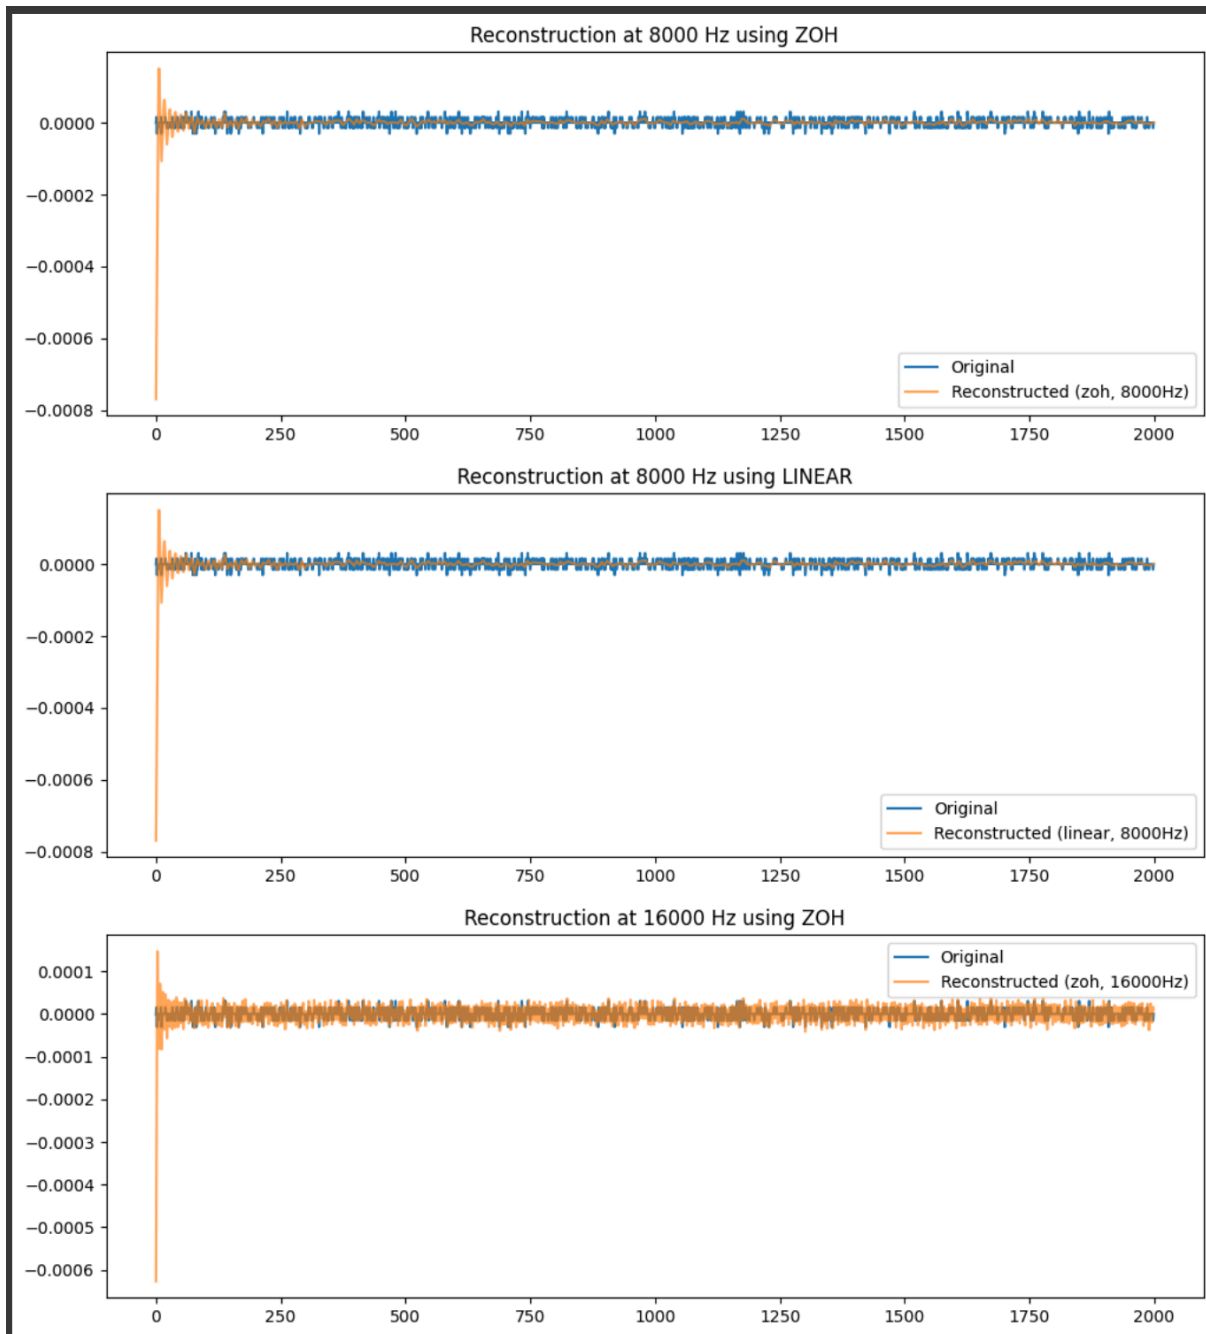 Reconstruction at 8000 Hz using ZOH
0.0000
−0.0002
−0.0004
−0.0006
−0.0008
Original
Reconstructed (zoh, 8000Hz)
0 250 500 750 1000 1250 1500 1750 2000
Reconstruction at 8000 Hz using LINEAR
0.0000
−0.0002
−0.0004
−0.0006
−0.0008
Original
Reconstructed (linear, 8000Hz)
0 250 500 750 1000 1250 1500 1750 2000
Reconstruction at 16000 Hz using ZOH
Original
Reconstructed (zoh, 16000Hz)
0.0001
0.0000
−0.0001
−0.0002
−0.0003
−0.0004
−0.0005
−0.0006
0 250 500 750 1000 1250 1500 1750 2000